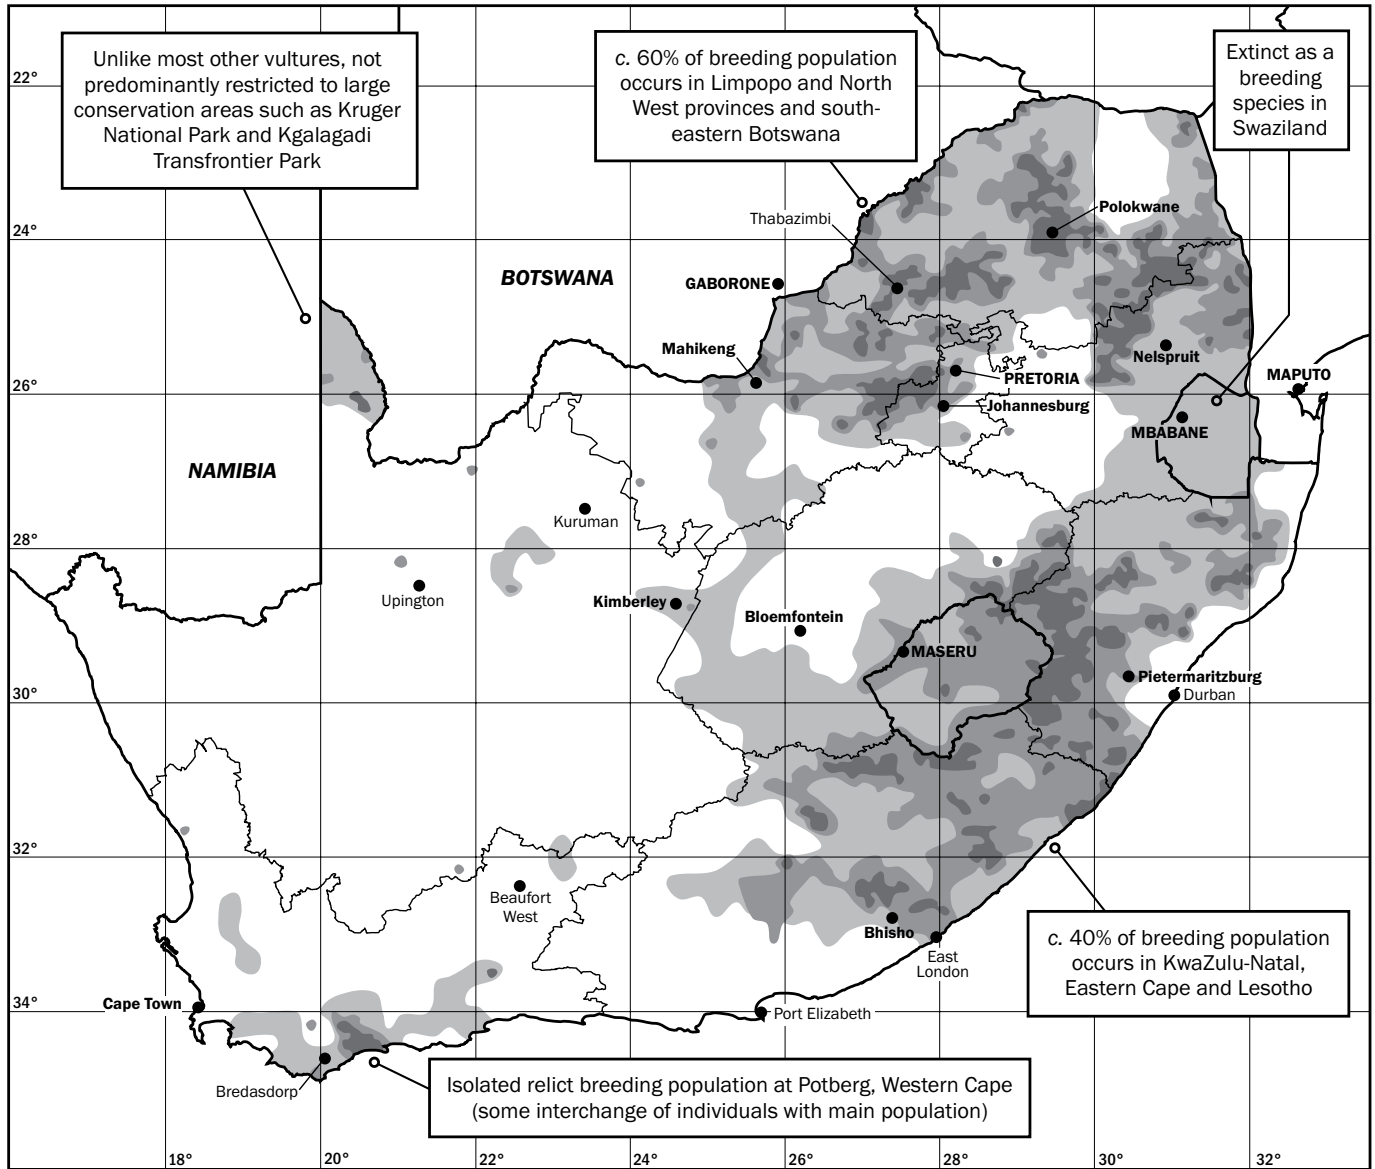 Unlike most other vultures, not
predominantly restricted to large
conservation areas such as Kruger
National Park and Kgalagadi
Transfrontier Park
c. 60% of breeding population
occurs in Limpopo and North
West provinces and south-
eastern Botswana
Extinct as a
breeding
species in
Swaziland
22°
Polokwane
Thabazimbi
24°
BOTSWANA
GABORONE
Mahikeng
Nelspruit
PRETORIA
MAPUTO
26°
Johannesburg
MBABANE
NAMIBIA
Kuruman
28°
Upington
Kimberley
Bloemfontein
MASERU
Pietermaritzburg
30°
Durban
32°
Beaufort
West
Bhisho
East
London
c. 40% of breeding population
occurs in KwaZulu-Natal,
Eastern Cape and Lesotho
34°
Cape Town
Port Elizabeth
Bredasdorp
Isolated relict breeding population at Potberg, Western Cape
(some interchange of individuals with main population)
18°
20°
22°
24°
26°
28°
30°
32°